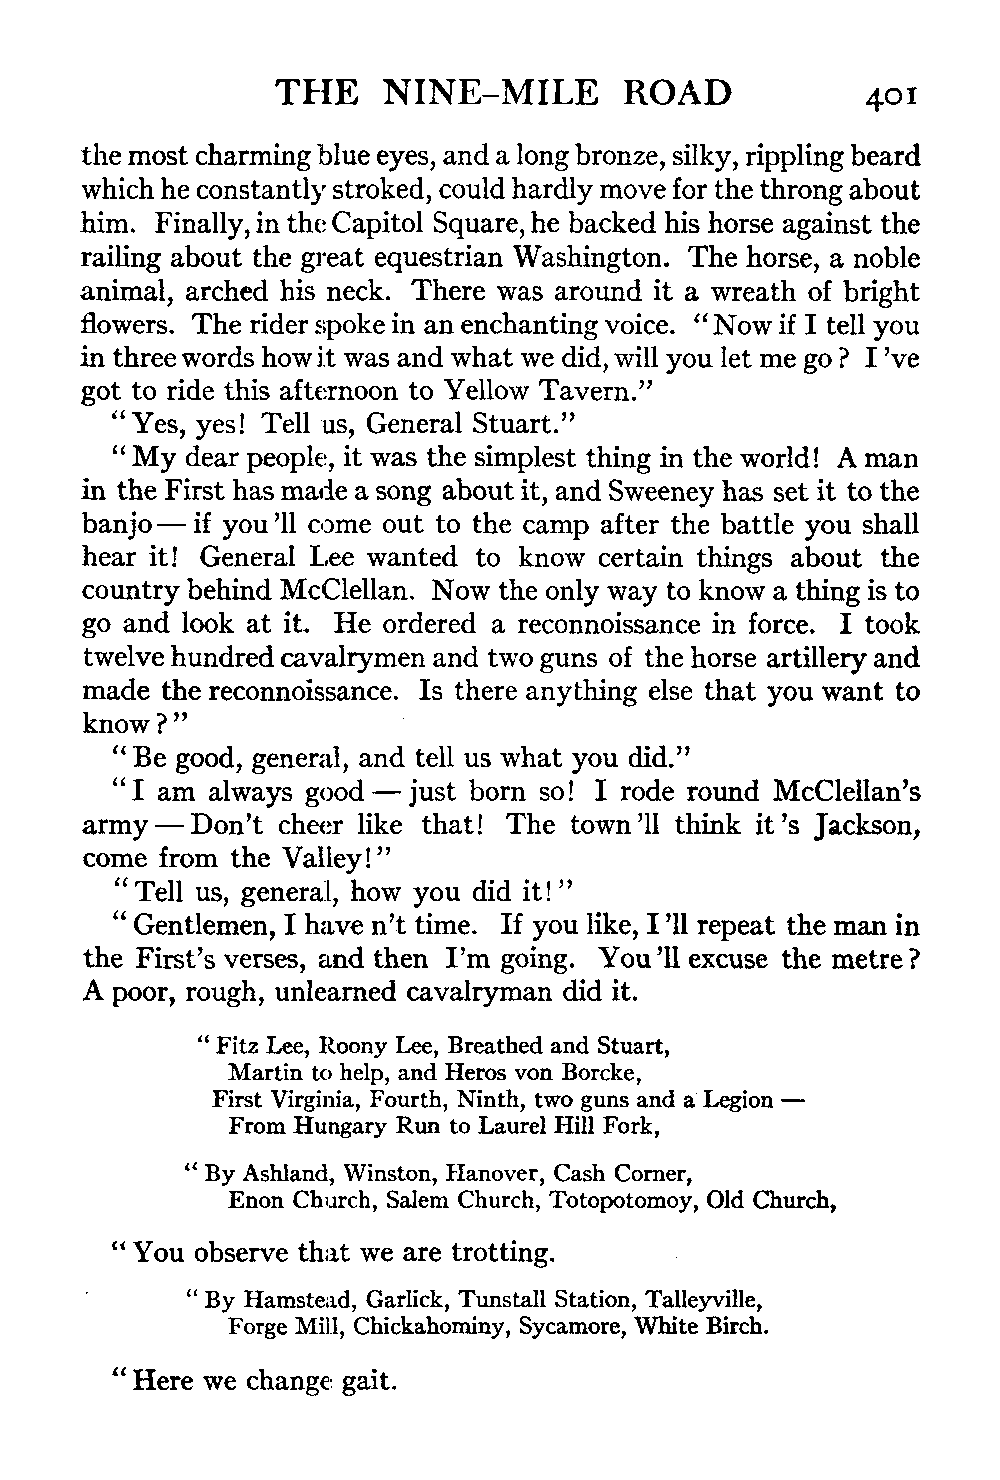 THE NINE-MILE ROAD 401
the most charming blue eyes, and a long bronze, silky, rippling beard
which he constantly stroked, could hardly move for the throng about
him. Finally, in the Capitol Square, he backed his horse against the
railing about the great equestrian Washington. The horse, a noble
animal, arched his neck. There was around it a wreath of bright
flowers. The rider spoke in an enchanting voice. “Now if I tell you
in three words how it was and what we did, will you let me go? I 've
got to ride this afternoon to Yellow Tavern.”
“Yes, yes! Tell us, General Stuart.”
“My dear people, it was the simplest thing in the world! A man
in the First has made a song about it, and Sweeney has set it to the
banjo — if you 'll come out to the camp after the battle you shall
hear it! General Lee wanted to know certain things about the
country behind McClellan. Now the only way to know a thing is to
go and look at it. He ordered a reconnoissance in force. I took
twelve hundred cavalrymen and two guns of the horse artillery and
made the reconnoissance. Is there anything else that you want to
know?”
“Be good, general, and tell us what you did.”
“I am always good — just born so! I rode round McClellan's
army — Don't cheer like that! The town 'll think it 's Jackson,
come from the Valley!”
“Tell us, general, how you did it!”
“Gentlemen, I have n't time. If you like, I 'll repeat the man in
the First's verses, and then I'm going. You 'll excuse the metre?
A poor, rough, unlearned cavalryman did it.
“Fitz Lee, Roony Lee, Breathed and Stuart,
Martin to help, and Heros von Borcke,
First Virginia, Fourth, Ninth, two guns and a Legion —
From Hungary Run to Laurel Hill Fork,
“By Ashland, Winston, Hanover, Cash Corner,
Enon Church, Salem Church, Totopotomoy, Old Church,
“You observe that we are trotting.
“By Hamstead, Garlick, Tunstall Station, Talleyville,
Forge Mill, Chickahominy, Sycamore, White Birch.
“Here we change gait.